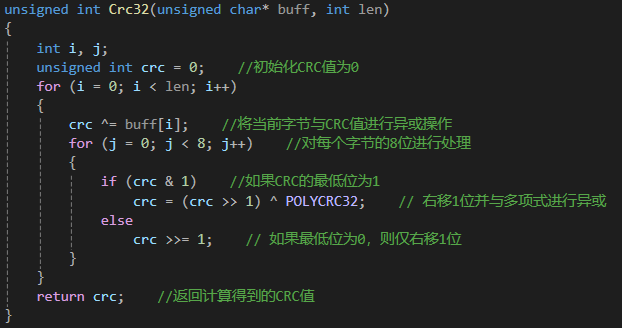 unsigned int Crc32(unsigned char* buff, int len)
{
    int i, j;
    unsigned int crc = 0;    //初始化CRC值为0
    for (i = 0; i < len; i++)
    {
        crc ^= buff[i];    //将当前字节与CRC值进行异或操作
        for (j = 0; j < 8; j++)    //对每个字节的8位进行处理
        {
            if (crc & 1)    //如果CRC的最低位为1
                crc = (crc >> 1) ^ POLYCRC32;    // 右移1位并与多项式进行异或
            else
                crc >>= 1;    // 如果最低位为0，则仅右移1位
        }
    }
    return crc;    //返回计算得到的CRC值
}